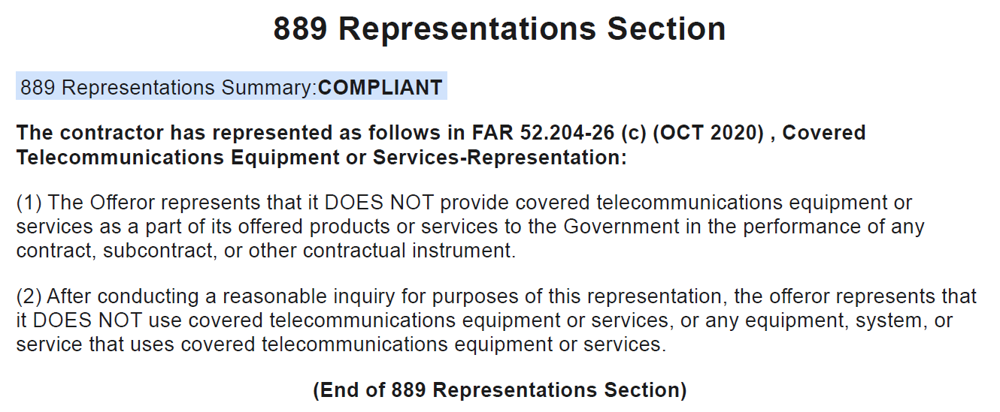 889 Representations Section
889 Representations Summary:COMPLIANT
The contractor has represented as follows in FAR 52.204-26 (c) (OCT 2020) , Covered
Telecommunications Equipment or Services-Representation:
(1) The Offeror represents that it DOES NOT provide covered telecommunications equipment or
services as a part of its offered products or services to the Government in the performance of any
contract, subcontract, or other contractual instrument.
(2) After conducting a reasonable inquiry for purposes of this representation, the offeror represents that
it DOES NOT use covered telecommunications equipment or services, or any equipment, system, or
service that uses covered telecommunications equipment or services.
(End of 889 Representations Section)